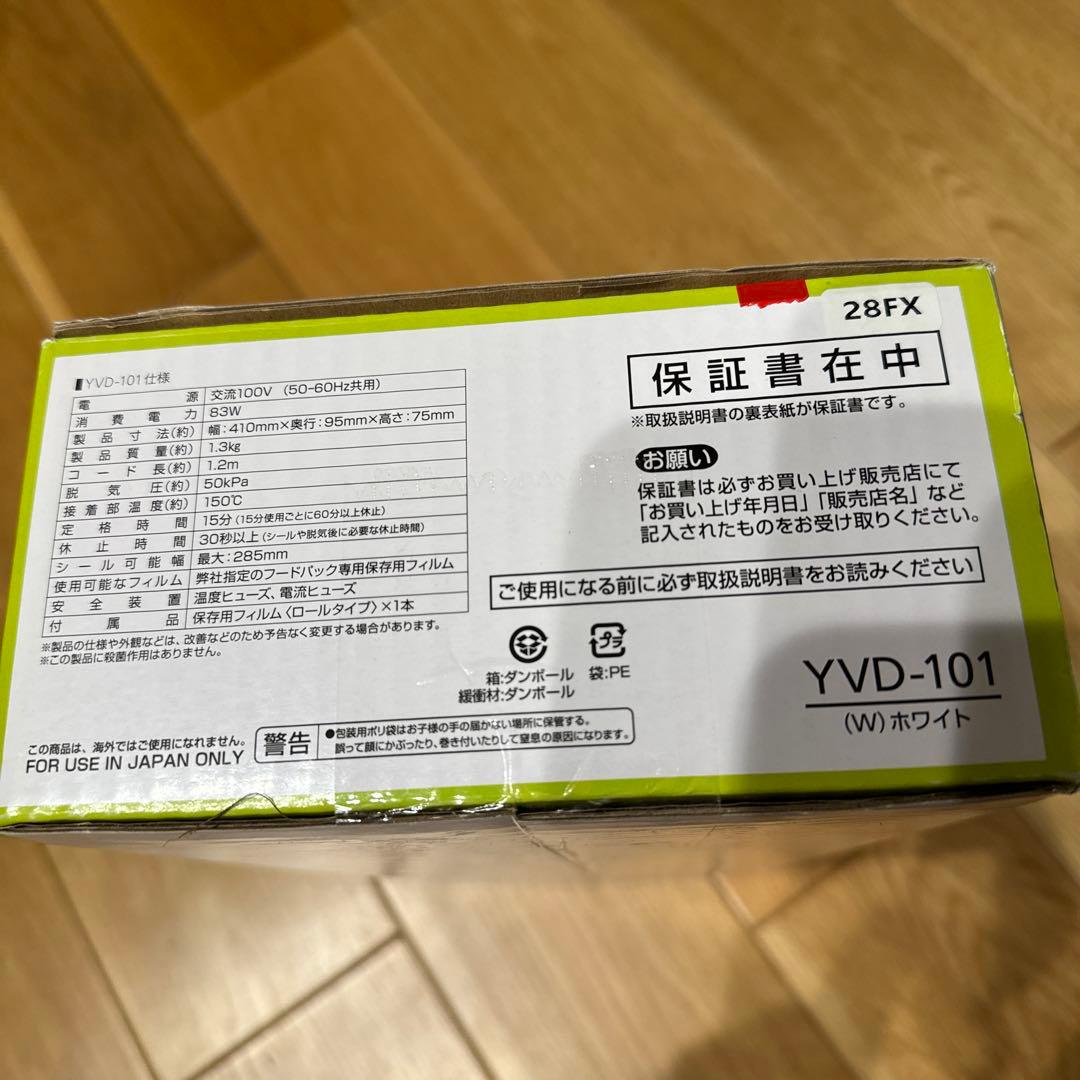 28FX
YVD-101仕様
電源 交流100V (50-60Hz共用)
消費電力 83W
製品寸法(約) 幅:410mm×奥行:95mm×高さ:75mm
製品質量(約) 1.3kg
コード長(約) 1.2m
脱気圧(約) 50kPa
接着部温度(約) 150℃
定格時間 15分(15分使用ごとに60分以上休止)
休止時間 30秒以上(シールや脱気後に必要な休止時間)
シール可能幅 最大:285mm
使用可能なフィルム 弊社指定のフードパック専用保存用フィルム
安全装置 温度ヒューズ、電流ヒューズ
付属品 保存用フィルム〈ロールタイプ〉×1本
※製品の仕様や外観などは、改善などのため予告なく変更する場合があります。
※この製品に殺菌作用はありません。
保証書在中
※取扱説明書の裏表紙が保証書です。
お願い
保証書は必ずお買い上げ販売店にて
「お買い上げ年月日」「販売店名」など
記入されたものをお受け取りください。
ご使用になる前に必ず取扱説明書をお読みください
箱:ダンボール
緩衝材:ダンボール
プラ
袋:PE
YVD-101
(W)ホワイト
この商品は、海外ではご使用になれません。
FOR USE IN JAPAN ONLY
警告
●包装用ポリ袋はお子様の手の届かない場所に保管する。
誤って顔にかぶったり、巻き付いたりして窒息の原因になります。